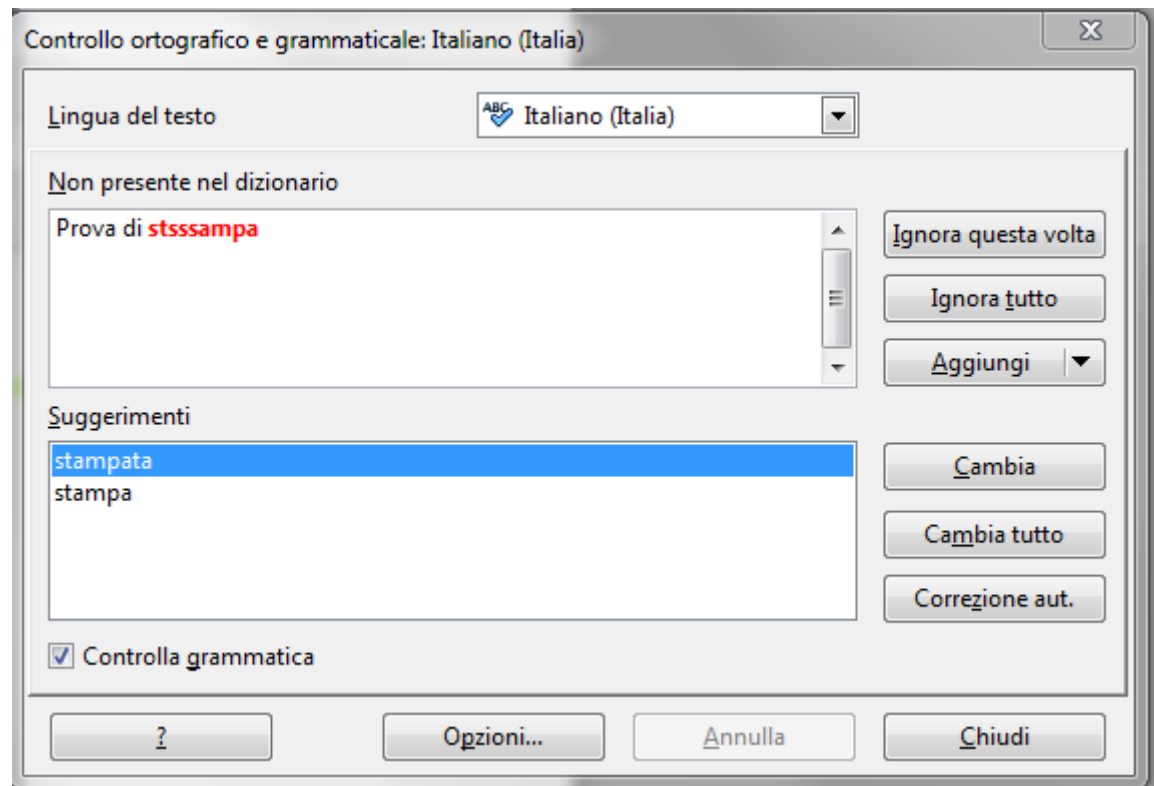 Controllo ortografico e grammaticale: Italiano (Italia)
Lingua del testo
ABC Italiano (Italia)
Non presente nel dizionario
Prova di stsssampa
Ignora questa volta
Ignora tutto
Aggiungi
Suggerimenti
stampata
stampa
Cambia
Cambia tutto
Correzione aut.
Controlla grammatica
?
Opzioni...
Annulla
Chiudi